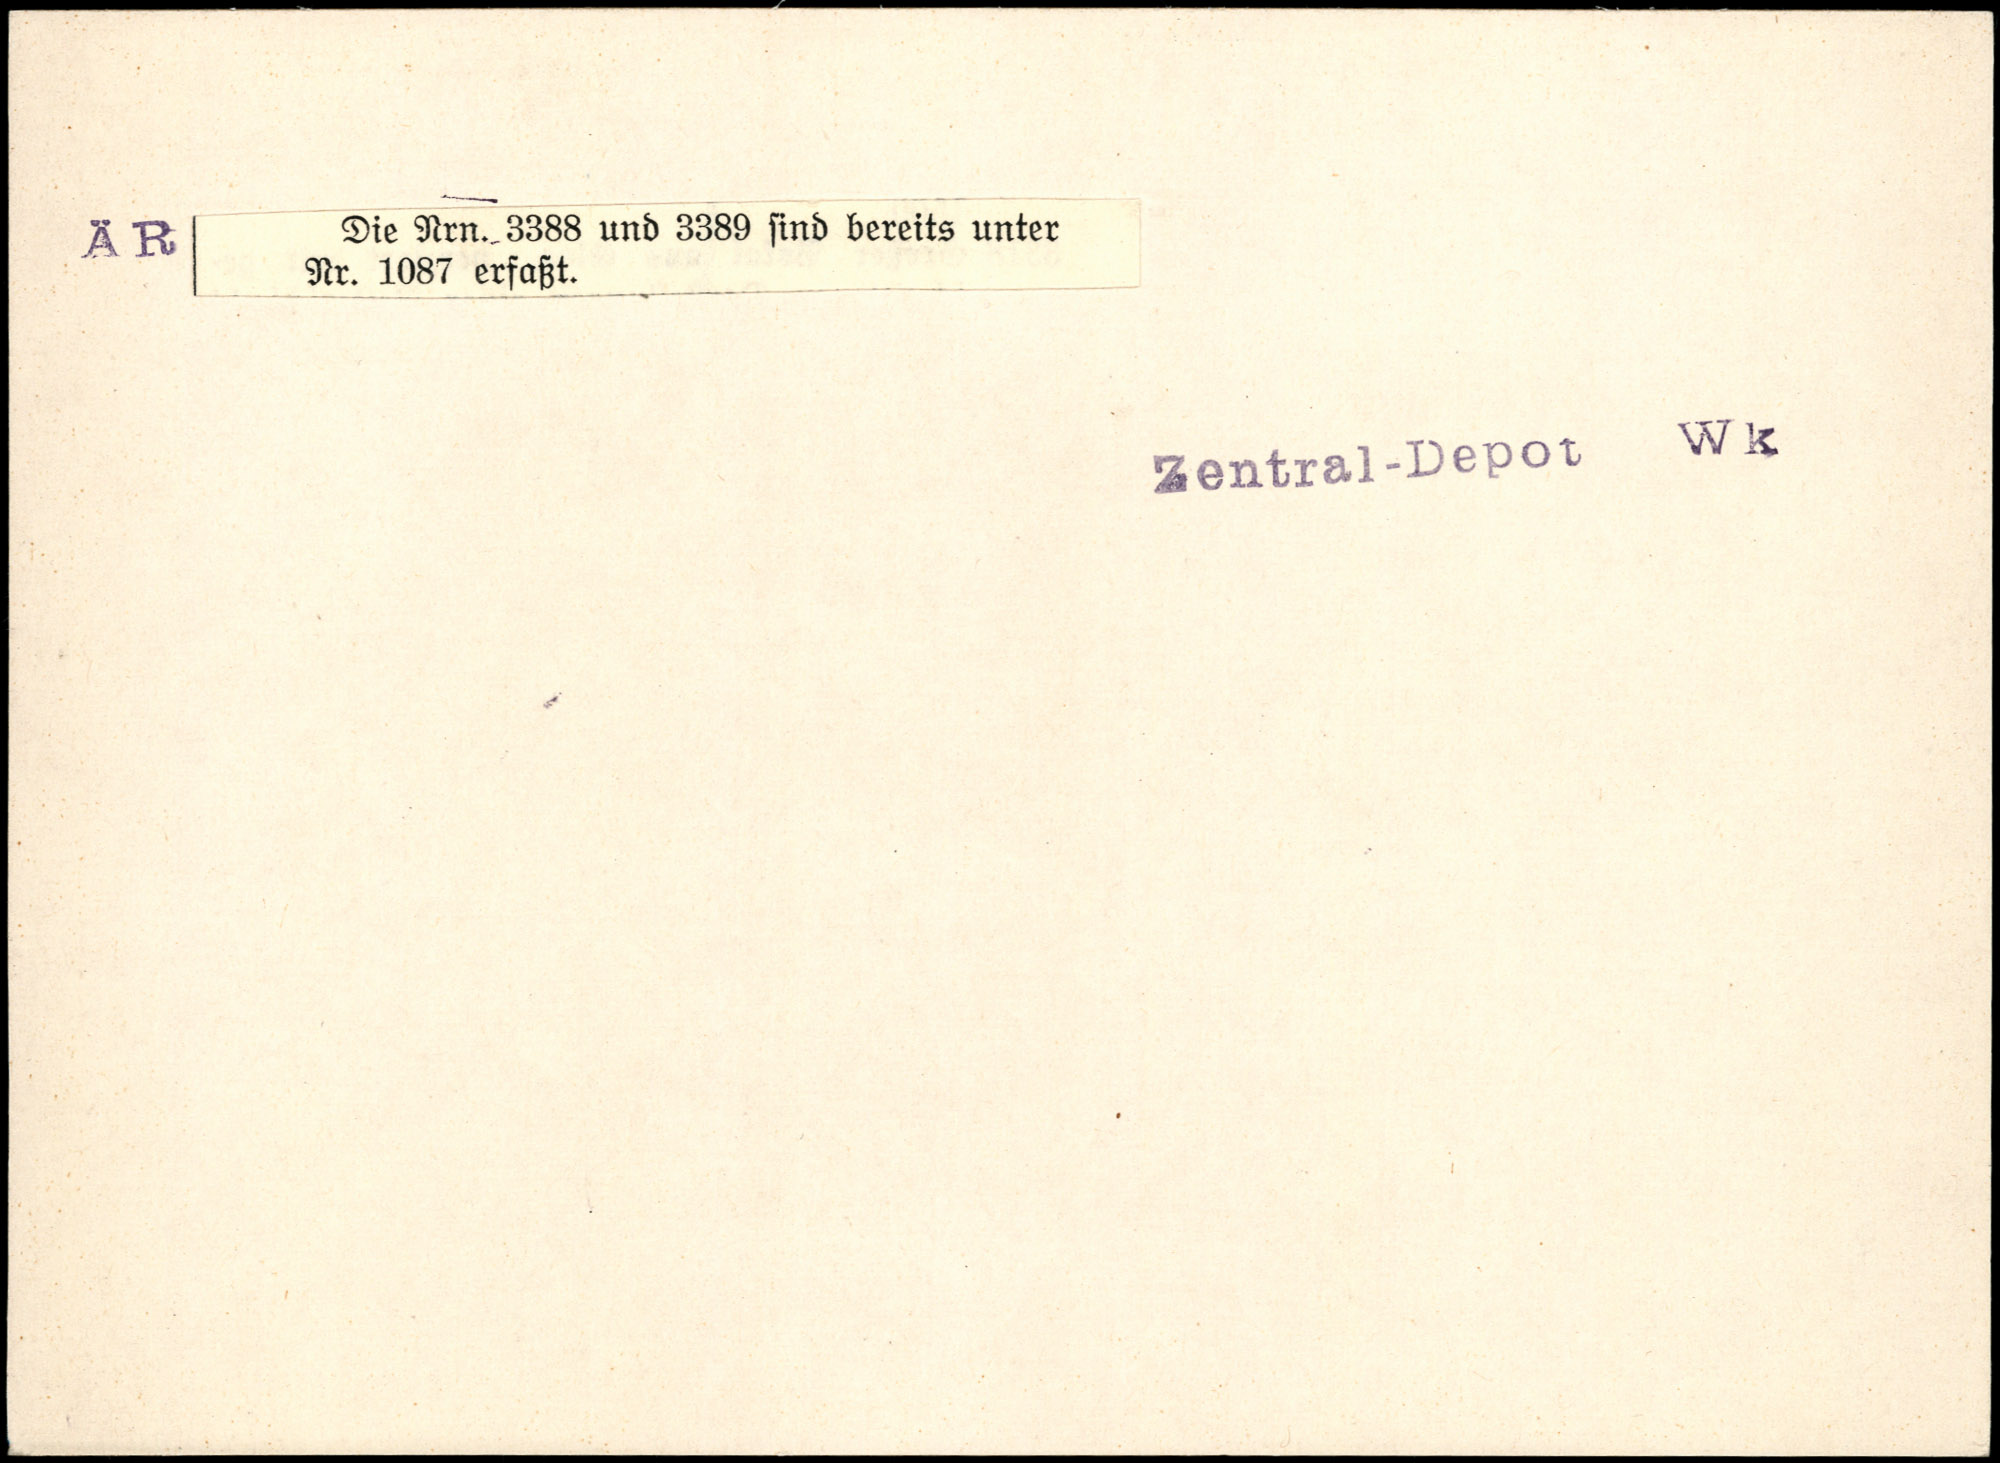 ÄR
Die Nrn. 3388 und 3389 sind bereits unter
Nr. 1087 erfaßt.
Zentral-Depot Wk